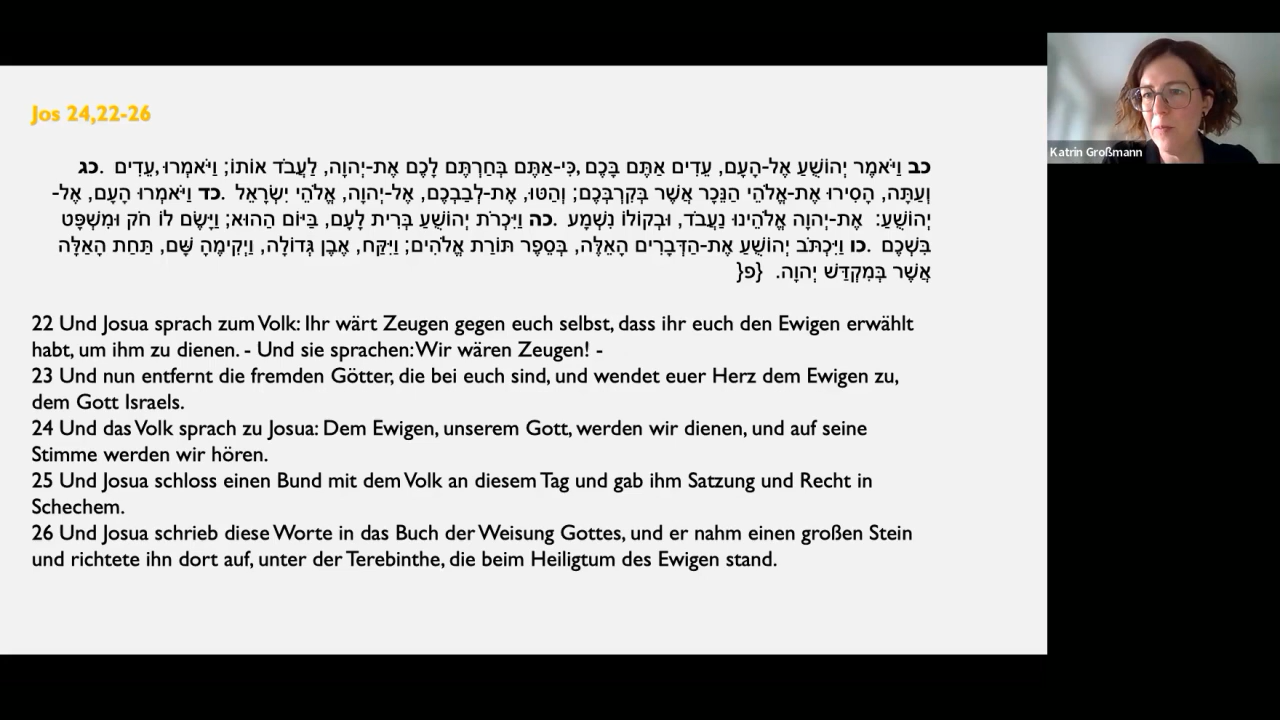 Jos 24,22-26
כב וַיֹּאמֶר יְהוֹשֻׁעַ אֶל-הָעָם, עֵדִים אַתֶּם בָּכֶם ,כִּי-אַתֶּם בְּחַרְתֶּם לָכֶם אֶת-יְהוָה, לַעֲבֹד אוֹתוֹ; וַיֹּאמְרוּ ,עֵדִים .כג
וְעַתָּה, הָסִירוּ אֶת-אֱלֹהֵי הַנֵּכָר אֲשֶׁר בְּקִרְבְּכֶם; וְהַטּוּ, אֶת-לְבַבְכֶם, אֶל-יְהוָה, אֱלֹהֵי יִשְׂרָאֵל .כד וַיֹּאמְרוּ הָעָם, אֶל-
יְהוֹשֻׁעַ: אֶת-יְהוָה אֱלֹהֵינוּ נַעֲבֹד, וּבְקוֹלוֹ נִשְׁמָע .כה וַיִּכְרֹת יְהוֹשֻׁעַ בְּרִית לָעָם, בַּיּוֹם הַהוּא; וַיָּשֶׂם לוֹ חֹק וּמִשְׁפָּט
בִּשְׁכֶם .כו וַיִּכְתֹּב יְהוֹשֻׁעַ אֶת-הַדְּבָרִים הָאֵלֶּה, בְּסֵפֶר תּוֹרַת אֱלֹהִים; וַיִּקַּח, אֶבֶן גְּדוֹלָה, וַיְקִימֶהָ שָּׁם, תַּחַת הָאַלָּה
אֲשֶׁר בְּמִקְדַּשׁ יְהוָה. {פ}
22 Und Josua sprach zum Volk: Ihr wärt Zeugen gegen euch selbst, dass ihr euch den Ewigen erwählt
habt, um ihm zu dienen. - Und sie sprachen: Wir wären Zeugen! -
23 Und nun entfernt die fremden Götter, die bei euch sind, und wendet euer Herz dem Ewigen zu,
dem Gott Israels.
24 Und das Volk sprach zu Josua: Dem Ewigen, unserem Gott, werden wir dienen, und auf seine
Stimme werden wir hören.
25 Und Josua schloss einen Bund mit dem Volk an diesem Tag und gab ihm Satzung und Recht in
Schechem.
26 Und Josua schrieb diese Worte in das Buch der Weisung Gottes, und er nahm einen großen Stein
und richtete ihn dort auf, unter der Terebinthe, die beim Heiligtum des Ewigen stand.
Katrin Großmann